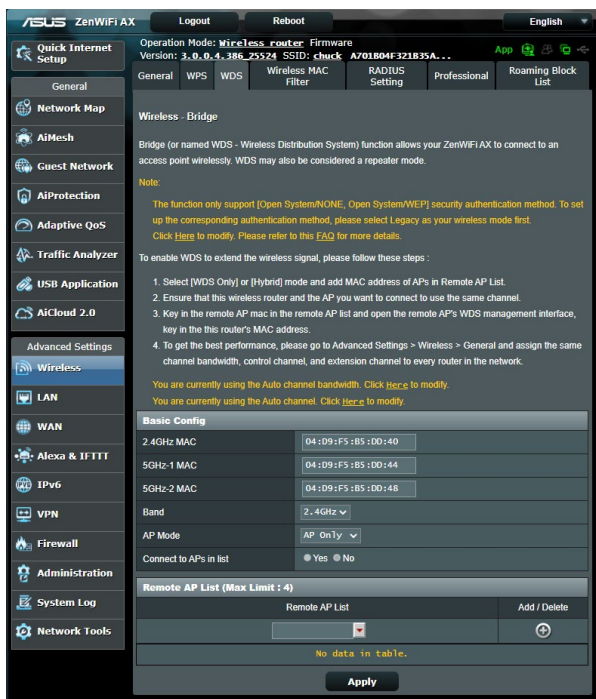 ASUS ZenWiFi AX
Logout
Reboot
English
Quick Internet
Setup
Operation Mode: Wireless router Firmware
Version: 3.0.0.4.386_25524 SSID: chuck A701B04F321B35A...
App
General
WPS
WDS
Wireless MAC
Filter
RADIUS
Setting
Professional
Roaming Block
List
General
Network Map
AiMesh
Guest Network
AiProtection
Adaptive QoS
Traffic Analyzer
USB Application
AiCloud 2.0
Advanced Settings
Wireless
LAN
WAN
Alexa & IFTTT
IPv6
VPN
Firewall
Administration
System Log
Network Tools
Wireless - Bridge
Bridge (or named WDS - Wireless Distribution System) function allows your ZenWiFi AX to connect to an
access point wirelessly. WDS may also be considered a repeater mode.
Note:
The function only support [Open System/NONE, Open System/WEP] security authentication method. To set
up the corresponding authentication method, please select Legacy as your wireless mode first.
Click Here to modify. Please refer to this FAQ for more details.
To enable WDS to extend the wireless signal, please follow these steps :
1. Select [WDS Only] or [Hybrid] mode and add MAC address of APs in Remote AP List.
2. Ensure that this wireless router and the AP you want to connect to use the same channel.
3. Key in the remote AP mac in the remote AP list and open the remote AP's WDS management interface,
key in the this router's MAC address.
4. To get the best performance, please go to Advanced Settings > Wireless > General and assign the same
channel bandwidth, control channel, and extension channel to every router in the network.
You are currently using the Auto channel bandwidth. Click Here to modify.
You are currently using the Auto channel. Click Here to modify.
Basic Config
2.4GHz MAC
04:D9:F5:B5:DD:40
5GHz-1 MAC
04:D9:F5:B5:DD:44
5GHz-2 MAC
04:D9:F5:B5:DD:48
Band
2.4GHz
AP Mode
AP Only
Connect to APs in list
Yes No
Remote AP List (Max Limit : 4)
Remote AP List
Add / Delete
No data in table.
Apply